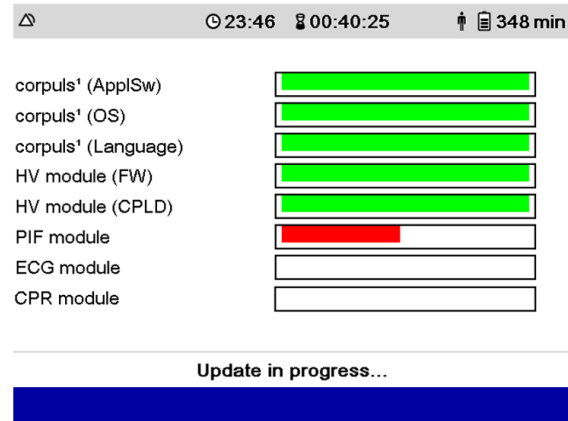 23:46 00:40:25 348 min
corpuls¹ (ApplSw)
corpuls¹ (OS)
corpuls¹ (Language)
HV module (FW)
HV module (CPLD)
PIF module
ECG module
CPR module
Update in progress...